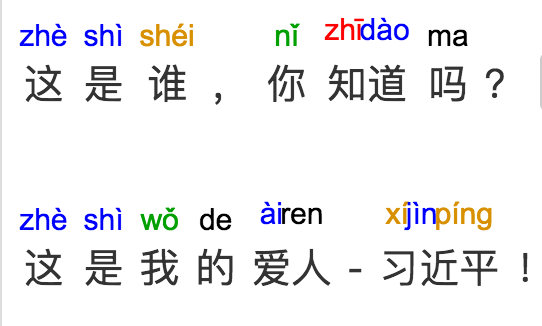 zhè shì shéi nǐ zhīdào ma
这 是 谁 ， 你 知道 吗 ？
zhè shì wǒ de àiren xíjìnpíng
这 是 我 的 爱人 - 习近平 ！